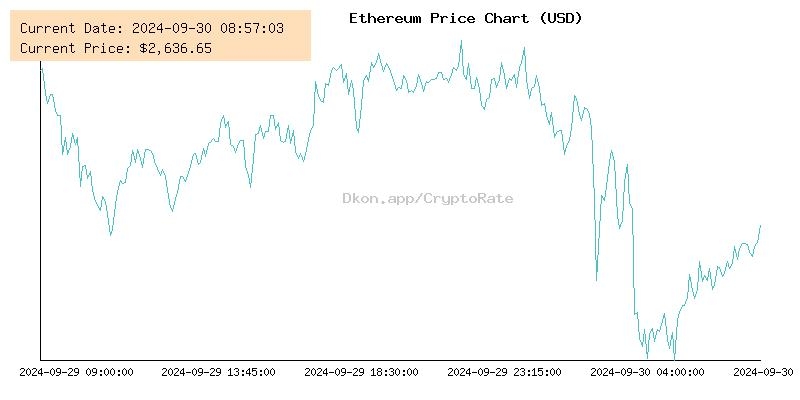 Ethereum Price Chart (USD)
Current Date: 2024-09-30 08:57:03
Current Price: $2,636.65
Dkon.app/CryptoRate
2024-09-29 09:00:00 2024-09-29 13:45:00 2024-09-29 18:30:00 2024-09-29 23:15:00 2024-09-30 04:00:00 2024-09-30